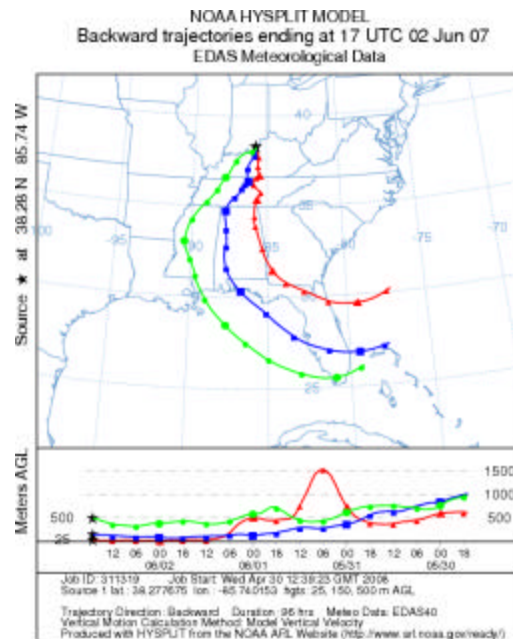 NOAA HYSPLIT MODEL
Backward trajectories ending at 17 UTC 02 Jun 07
EDAS Meteorological Data
Source ★ at 38.28 N 85.74 W
40
-100
-95
90
85
80
-75
-70
35
25
Meters AGL
1500
1000
500
500
25
12 06 00 18 12 06 00 18 12 06 00 18 12 06 00 18
06/02 06/01 05/31 05/30
Job ID: 311319 Job Start: Wed Apr 30 12:38:23 GMT 2008
Source 1 lat.: 38.277675 lon.: -85.740153 hgts: 25, 150, 500 m AGL
Trajectory Direction: Backward Duration: 96 hrs Meteo Data: EDAS40
Vertical Motion Calculation Method: Model Vertical Velocity
Produced with HYSPLIT from the NOAA ARL Website (http://www.arl.noaa.gov/ready/)